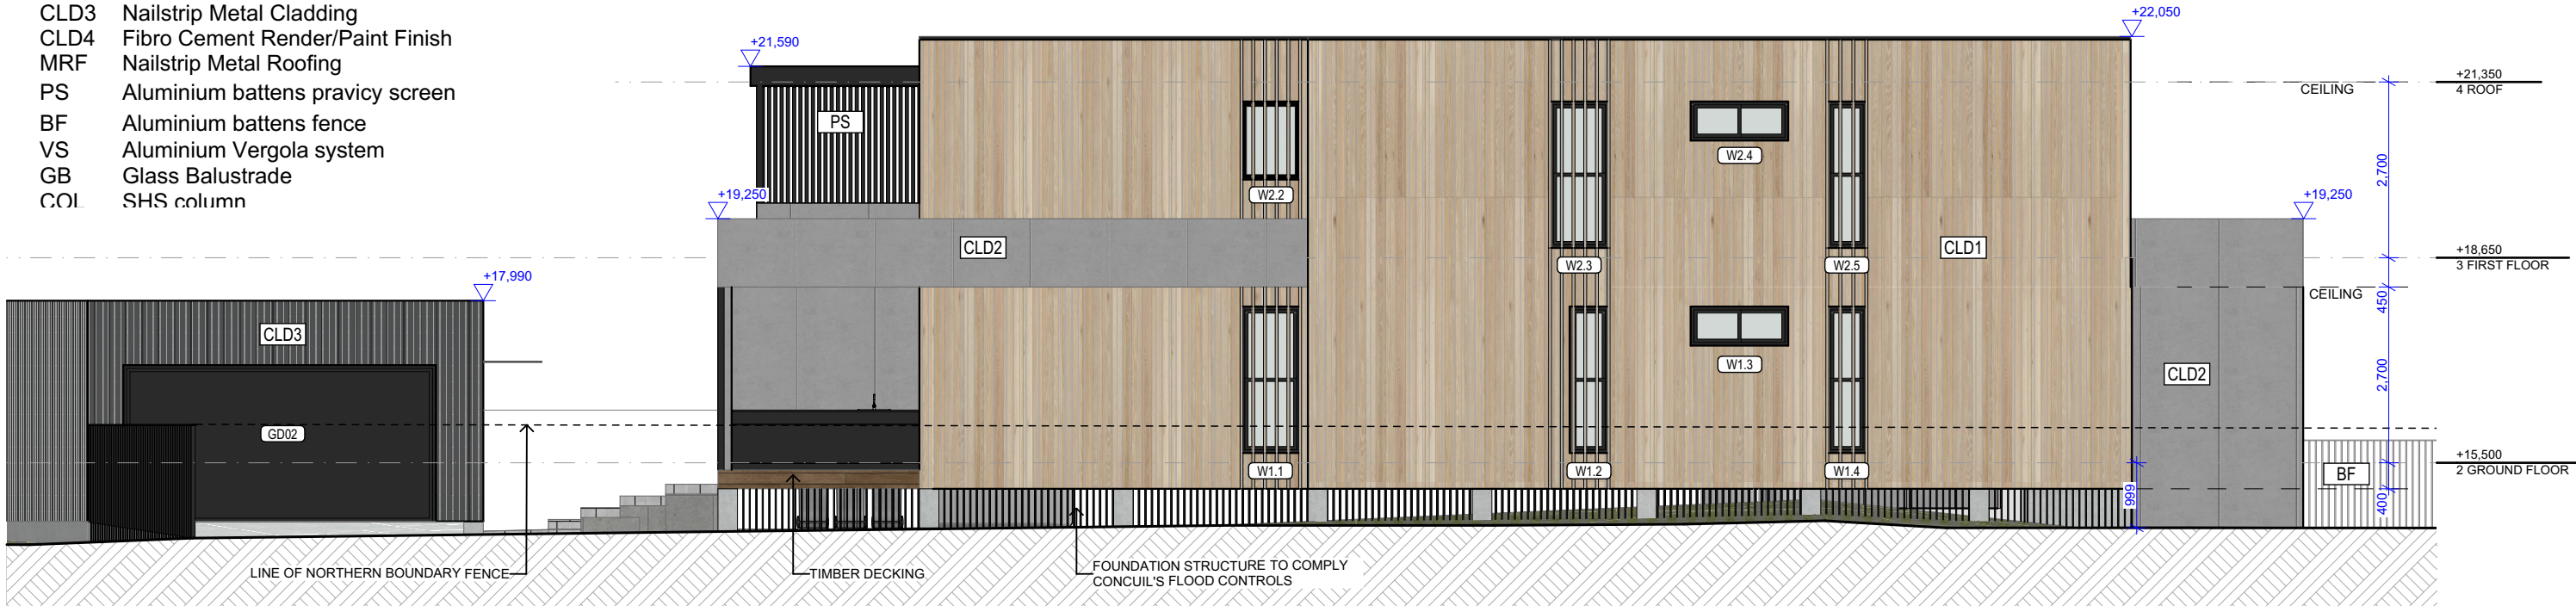 CLD3 Nailstrip Metal Cladding
CLD4 Fibro Cement Render/Paint Finish
MRF Nailstrip Metal Roofing
PS Aluminium battens pravicy screen
BF Aluminium battens fence
VS Aluminium Vergola system
GB Glass Balustrade
COL SHS column
+22,050
+21,590
+21,350
CEILING
4 ROOF
PS
W2.4
2,700
W2.2
+19,250
+19,250
CLD2
CLD1
+18,650
W2.3
W2.5
3 FIRST FLOOR
+17,990
CEILING
450
CLD3
W1.3
CLD2
2,700
GD02
+15,500
W1.1
W1.2
W1.4
BF
2 GROUND FLOOR
999
400
LINE OF NORTHERN BOUNDARY FENCE
TIMBER DECKING
FOUNDATION STRUCTURE TO COMPLY
CONCUIL'S FLOOD CONTROLS